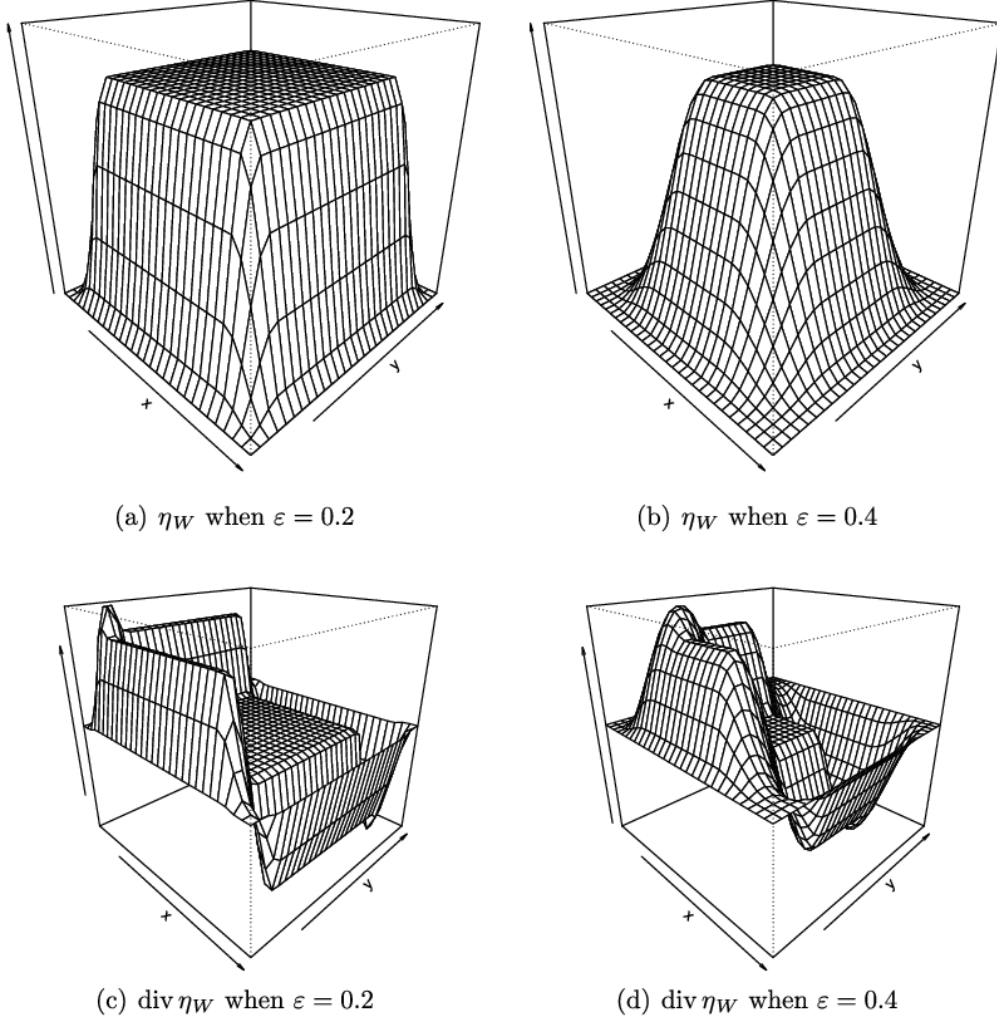 x
y
x
y
(a) η_W when ε = 0.2
(b) η_W when ε = 0.4
x
y
x
y
(c) div η_W when ε = 0.2
(d) div η_W when ε = 0.4